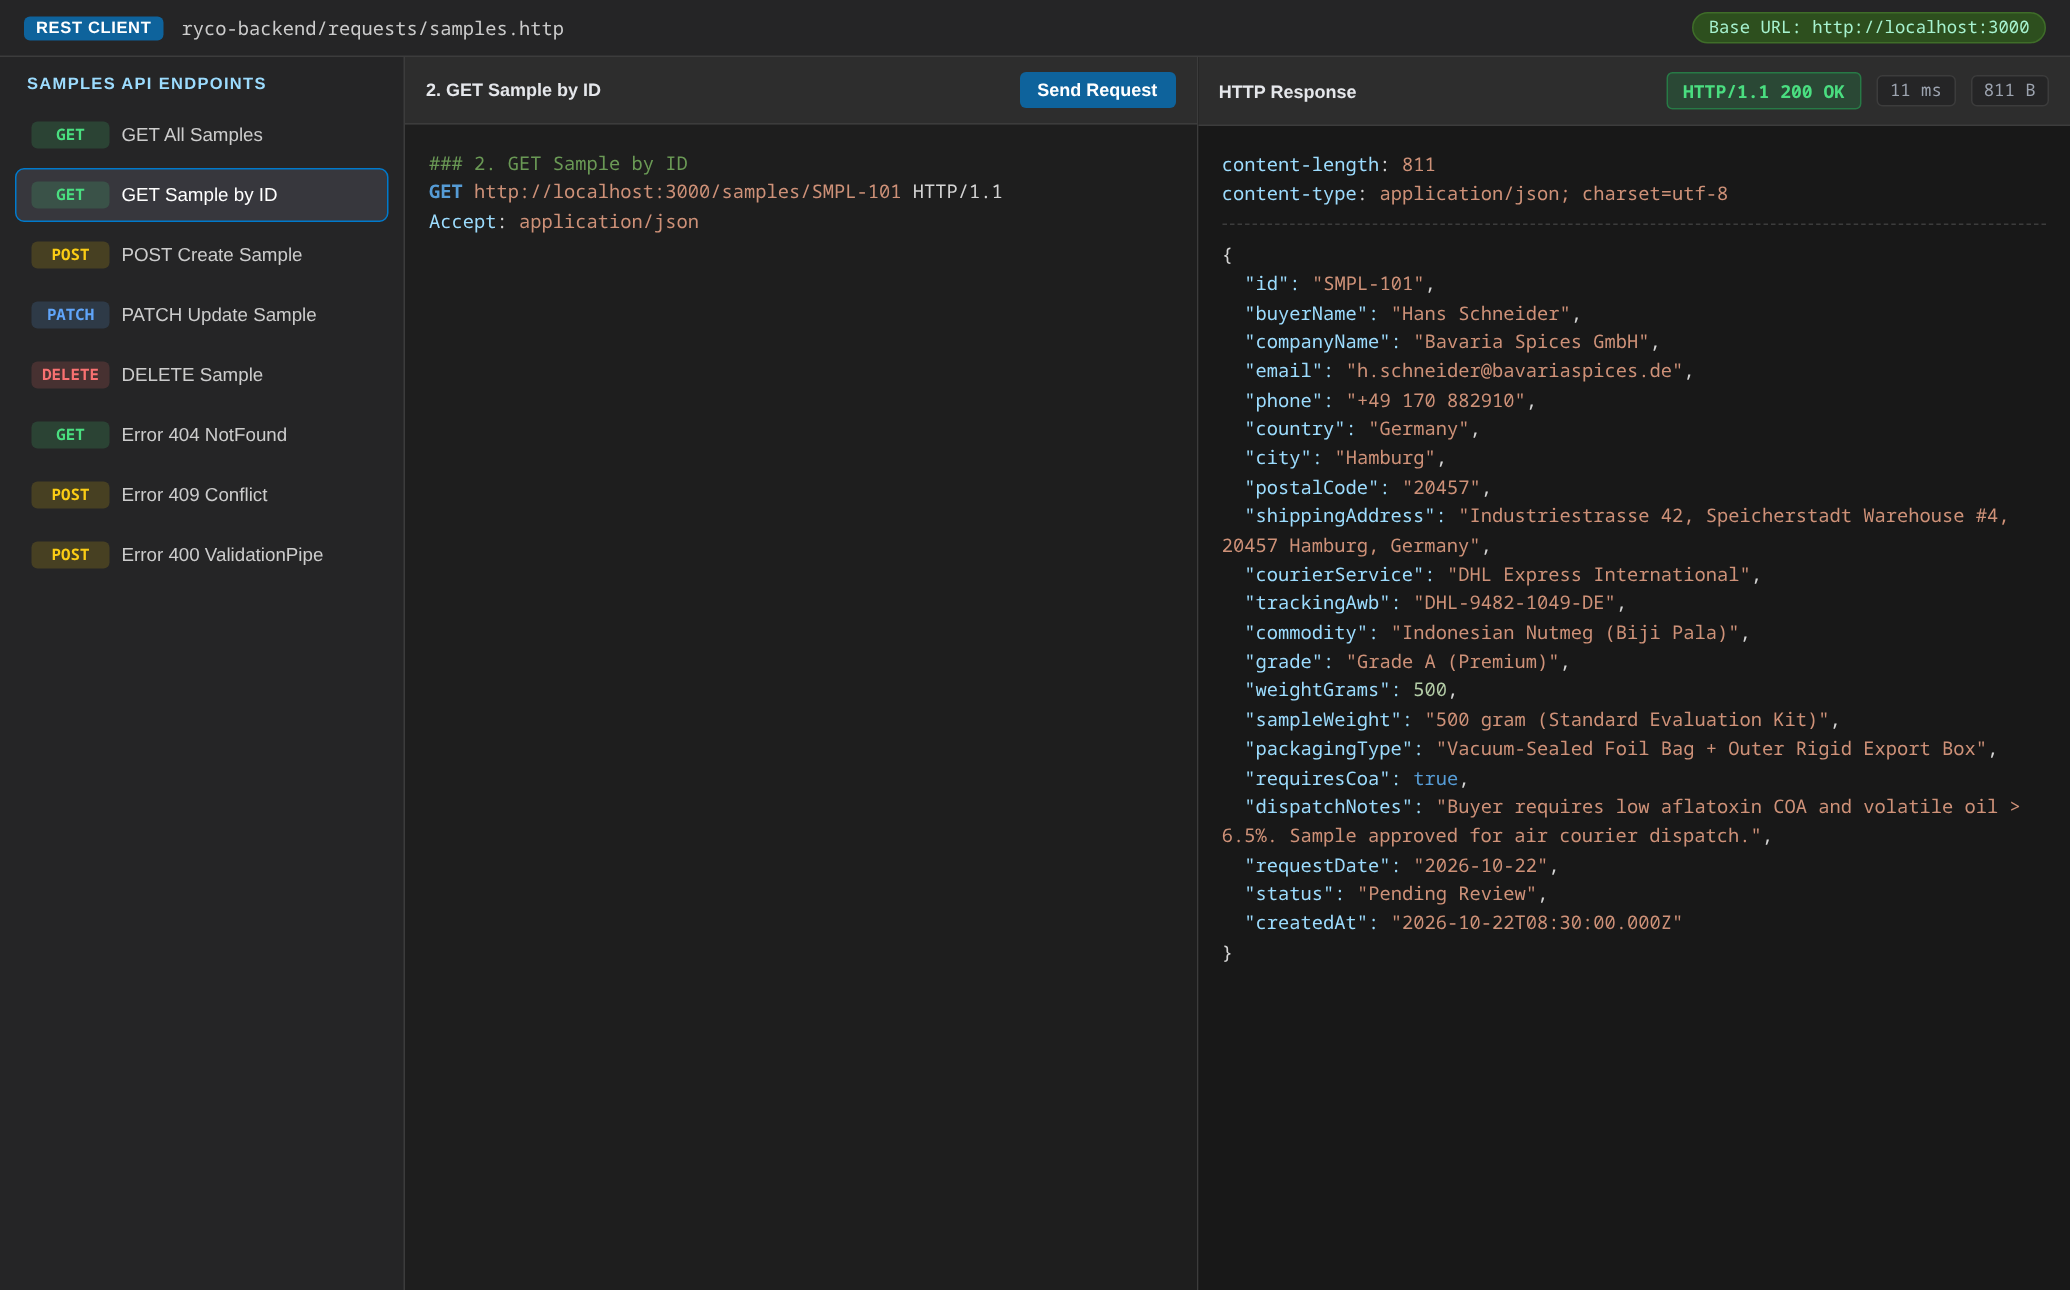 REST CLIENT ryco-backend/requests/samples.http Base URL: http://localhost:3000
SAMPLES API ENDPOINTS
GET GET All Samples
GET GET Sample by ID
POST POST Create Sample
PATCH PATCH Update Sample
DELETE DELETE Sample
GET Error 404 NotFound
POST Error 409 Conflict
POST Error 400 ValidationPipe
2. GET Sample by ID Send Request
### 2. GET Sample by ID
GET http://localhost:3000/samples/SMPL-101 HTTP/1.1
Accept: application/json
HTTP Response HTTP/1.1 200 OK 11 ms 811 B
content-length: 811
content-type: application/json; charset=utf-8
{
  "id": "SMPL-101",
  "buyerName": "Hans Schneider",
  "companyName": "Bavaria Spices GmbH",
  "email": "h.schneider@bavariaspices.de",
  "phone": "+49 170 882910",
  "country": "Germany",
  "city": "Hamburg",
  "postalCode": "20457",
  "shippingAddress": "Industriestrasse 42, Speicherstadt Warehouse #4,
20457 Hamburg, Germany",
  "courierService": "DHL Express International",
  "trackingAwb": "DHL-9482-1049-DE",
  "commodity": "Indonesian Nutmeg (Biji Pala)",
  "grade": "Grade A (Premium)",
  "weightGrams": 500,
  "sampleWeight": "500 gram (Standard Evaluation Kit)",
  "packagingType": "Vacuum-Sealed Foil Bag + Outer Rigid Export Box",
  "requiresCoa": true,
  "dispatchNotes": "Buyer requires low aflatoxin COA and volatile oil >
6.5%. Sample approved for air courier dispatch.",
  "requestDate": "2026-10-22",
  "status": "Pending Review",
  "createdAt": "2026-10-22T08:30:00.000Z"
}